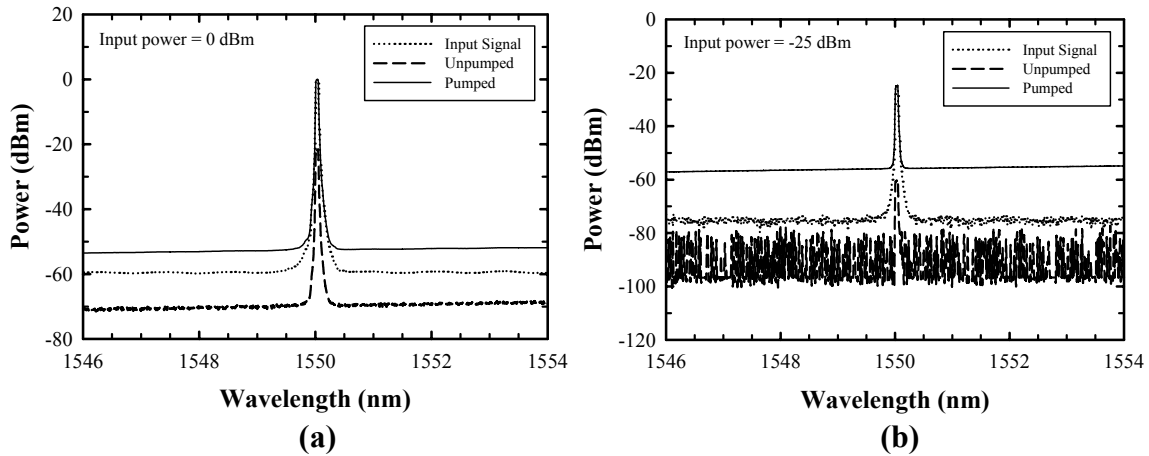 Input power = 0 dBm
Input Signal
Unpumped
Pumped
Power (dBm)
20
0
-20
-40
-60
-80
1546
1548
1550
1552
1554
Wavelength (nm)
(a)
Input power = -25 dBm
Input Signal
Unpumped
Pumped
Power (dBm)
0
-20
-40
-60
-80
-100
-120
1546
1548
1550
1552
1554
Wavelength (nm)
(b)